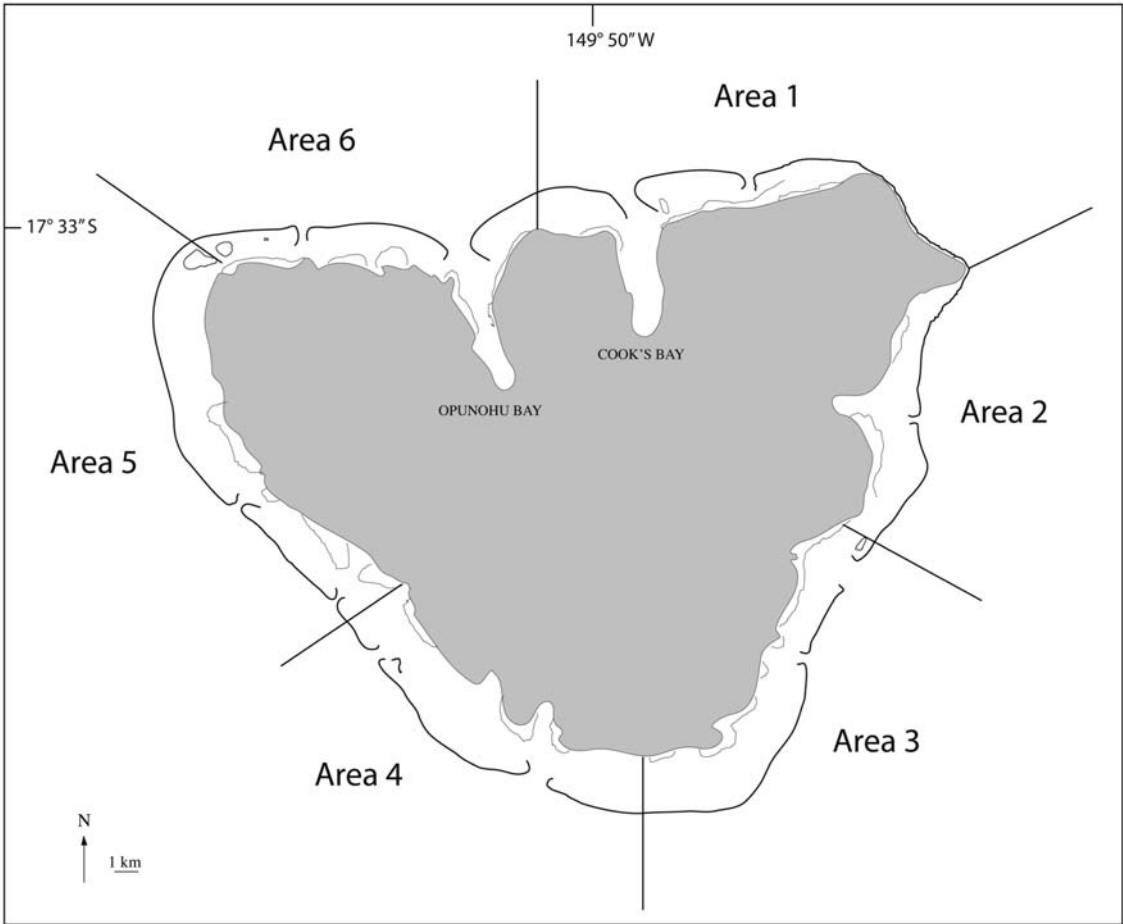 149° 50″ W
Area 1
Area 6
17° 33″ S
COOK'S BAY
OPUNOHU BAY
Area 2
Area 5
Area 3
Area 4
N
1 km